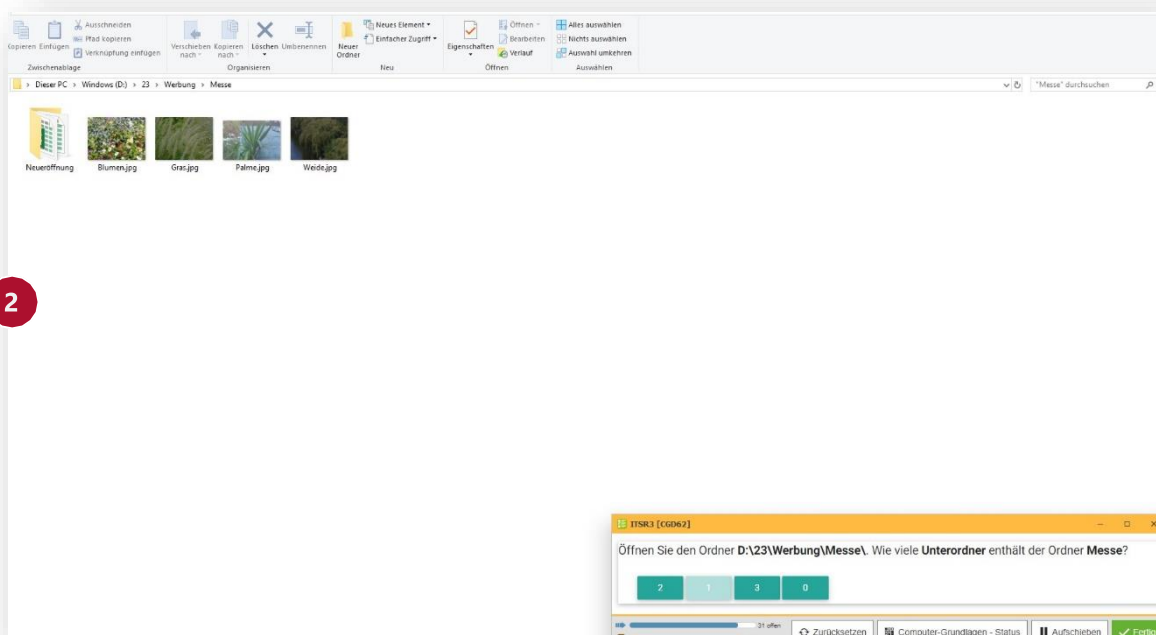 Ausschneiden
Pfad kopieren
Kopieren Einfügen
Verknüpfung einfügen
Zwischenablage
Verschieben nach
Kopieren nach
Löschen
Umbenennen
Organisieren
Neuer Ordner
Neues Element
Einfacher Zugriff
Neu
Eigenschaften
Öffnen
Bearbeiten
Verlauf
Öffnen
Alles auswählen
Nichts auswählen
Auswahl umkehren
Auswählen
Dieser PC > Windows (D:) > 23 > Werbung > Messe
"Messe" durchsuchen
Neueröffnung
Blumen.jpg
Gras.jpg
Palme.jpg
Weide.jpg
2
ITSR3 [CGD62]
Öffnen Sie den Ordner D:\23\Werbung\Messe\. Wie viele Unterordner enthält der Ordner Messe?
2 1 3 0
31 offen
Zurücksetzen
Computer-Grundlagen - Status
Aufschieben
Fertig